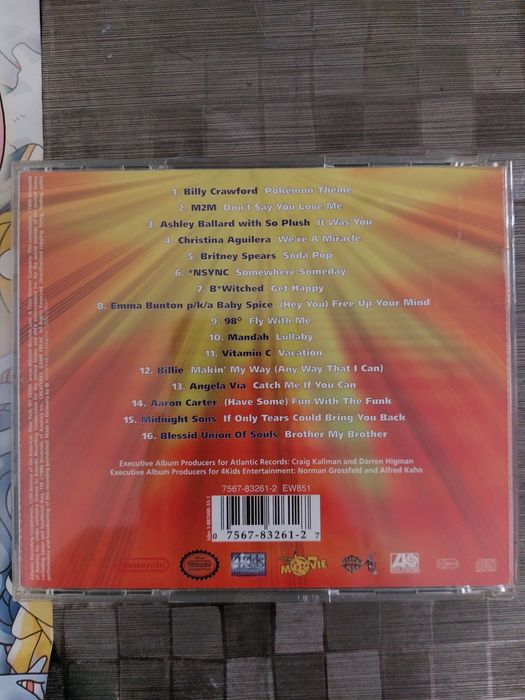 1. Billy Crawford Pokémon Theme
2. M2M Don't Say You Love Me
3. Ashley Ballard with So Plush It Was You
4. Christina Aguilera We're A Miracle
5. Britney Spears Soda Pop
6. *NSYNC Somewhere Someday
7. B*Witched Get Happy
8. Emma Bunton p/k/a Baby Spice (Hey You) Free Up Your Mind
9. 98° Fly With Me
10. Mandah Lullaby
11. Vitamin C Vacation
12. Billie Makin' My Way (Any Way That I Can)
13. Angela Via Catch Me If You Can
14. Aaron Carter (Have Some) Fun With The Funk
15. Midnight Sons If Only Tears Could Bring You Back
16. Blessid Union Of Souls Brother My Brother
Executive Album Producers for Atlantic Records: Craig Kallman and Darren Higman
Executive Album Producers for 4Kids Entertainment: Norman Grossfeld and Alfred Kahn
7567-83261-2 EW851
0 7567-83261-2 7
Nintendo
MOVIE